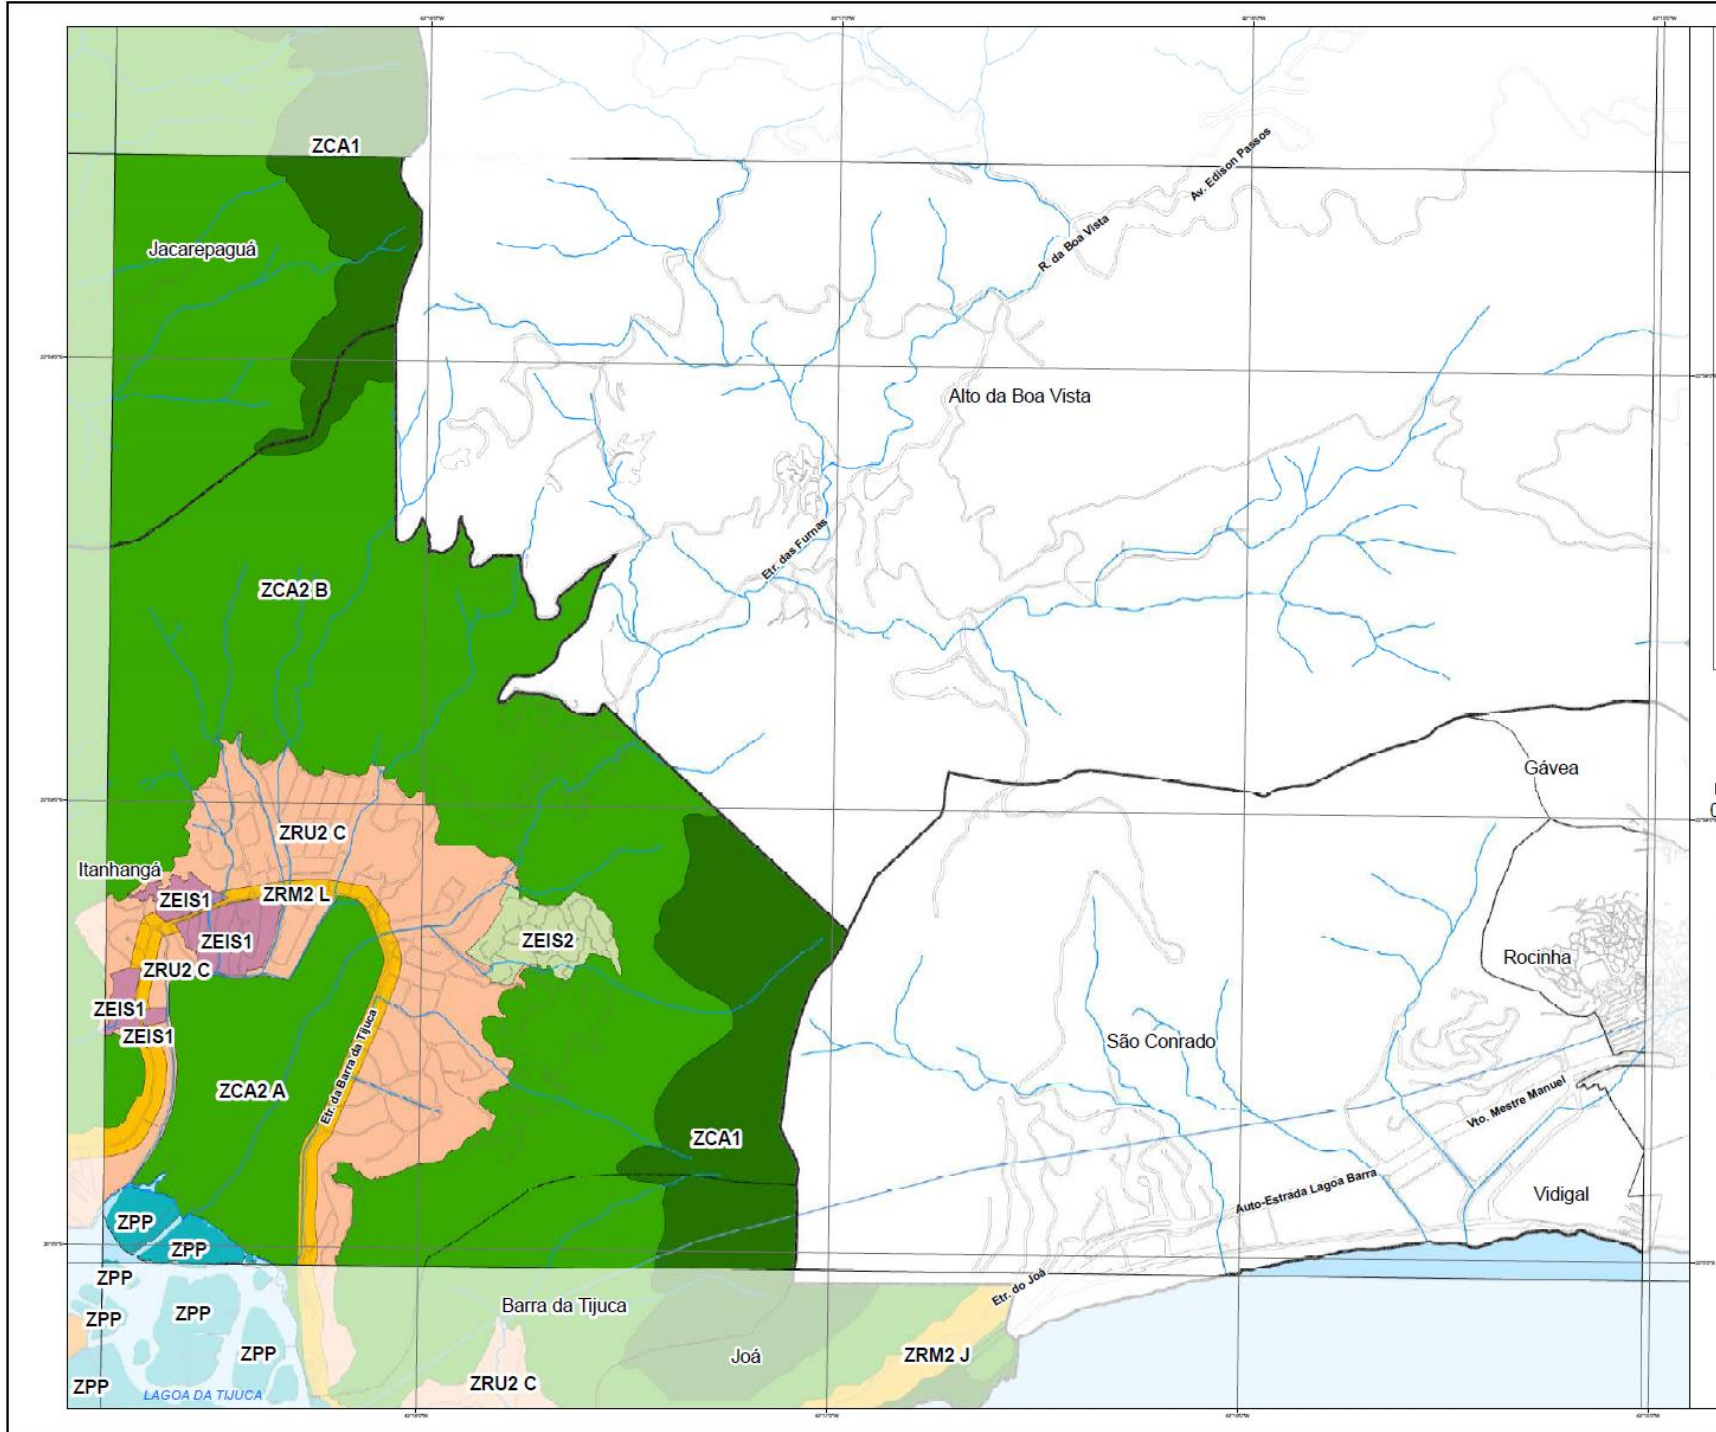 ZCA1
Av. Edison Passos
R. da Boa Vista
Jacarepaguá
Alto da Boa Vista
Etr. das Furnas
ZCA2 B
Gávea
ZRU2 C
Itanhangá
ZEIS1
ZRM2 L
ZEIS1
ZEIS2
ZRU2 C
Rocinha
ZEIS1
ZEIS1
São Conrado
Etr. da Barra da Tijuca
ZCA2 A
Vto. Mestre Manuel
ZCA1
Auto-Estrada Lagoa Barra
Vidigal
ZPP
ZPP
ZPP
Etr. do Joá
Barra da Tijuca
ZPP
ZPP
ZPP
Joá
ZRM2 J
ZRU2 C
ZPP
LAGOA DA TIJUCA